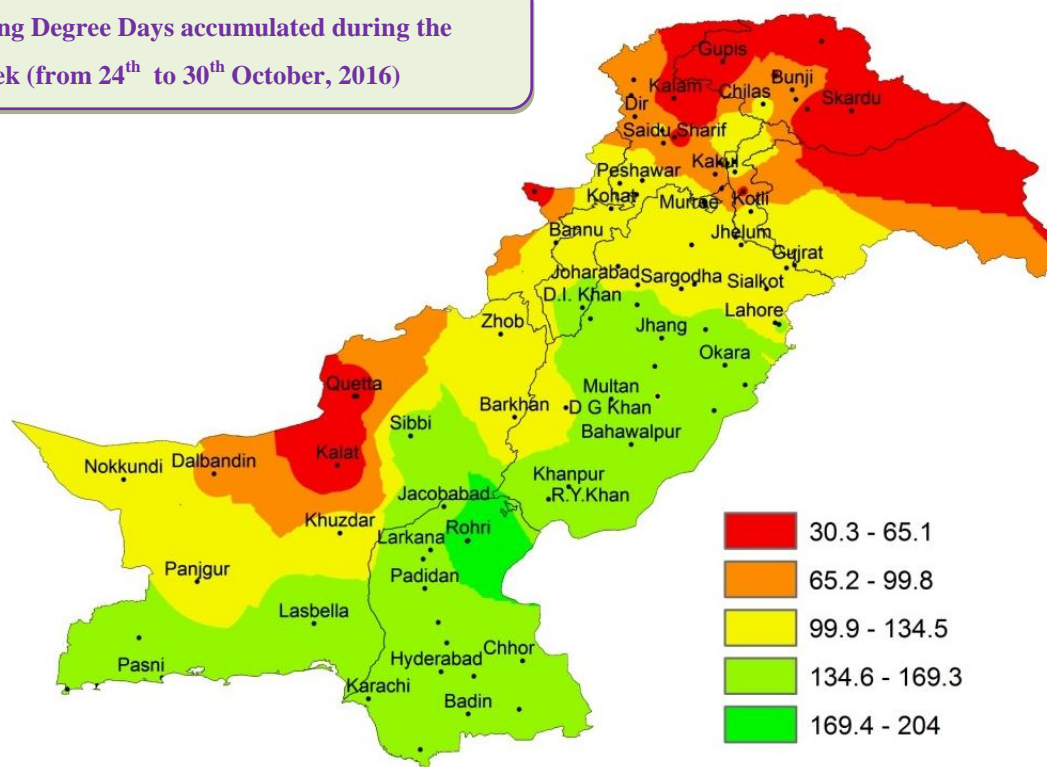 ng Degree Days accumulated during the
ek (from 24th to 30th October, 2016)
Gupis
Kalam
Chilas
Bunji
Skardu
Dir
Saidu Sharif
Kakul
Peshawar
Kohat
Murree
Kotli
Bannu
Jhelum
Gujrat
Joharabad
Sargodha
Sialkot
D.I. Khan
Lahore
Zhob
Jhang
Okara
Quetta
Multan
Barkhan
D G Khan
Sibbi
Bahawalpur
Kalat
Nokkundi
Dalbandin
Khanpur
R.Y.Khan
Jacobabad
Khuzdar
Rohri
Larkana
Panjgur
Padidan
Lasbella
Pasni
Hyderabad
Chhor
Karachi
Badin
30.3 - 65.1
65.2 - 99.8
99.9 - 134.5
134.6 - 169.3
169.4 - 204